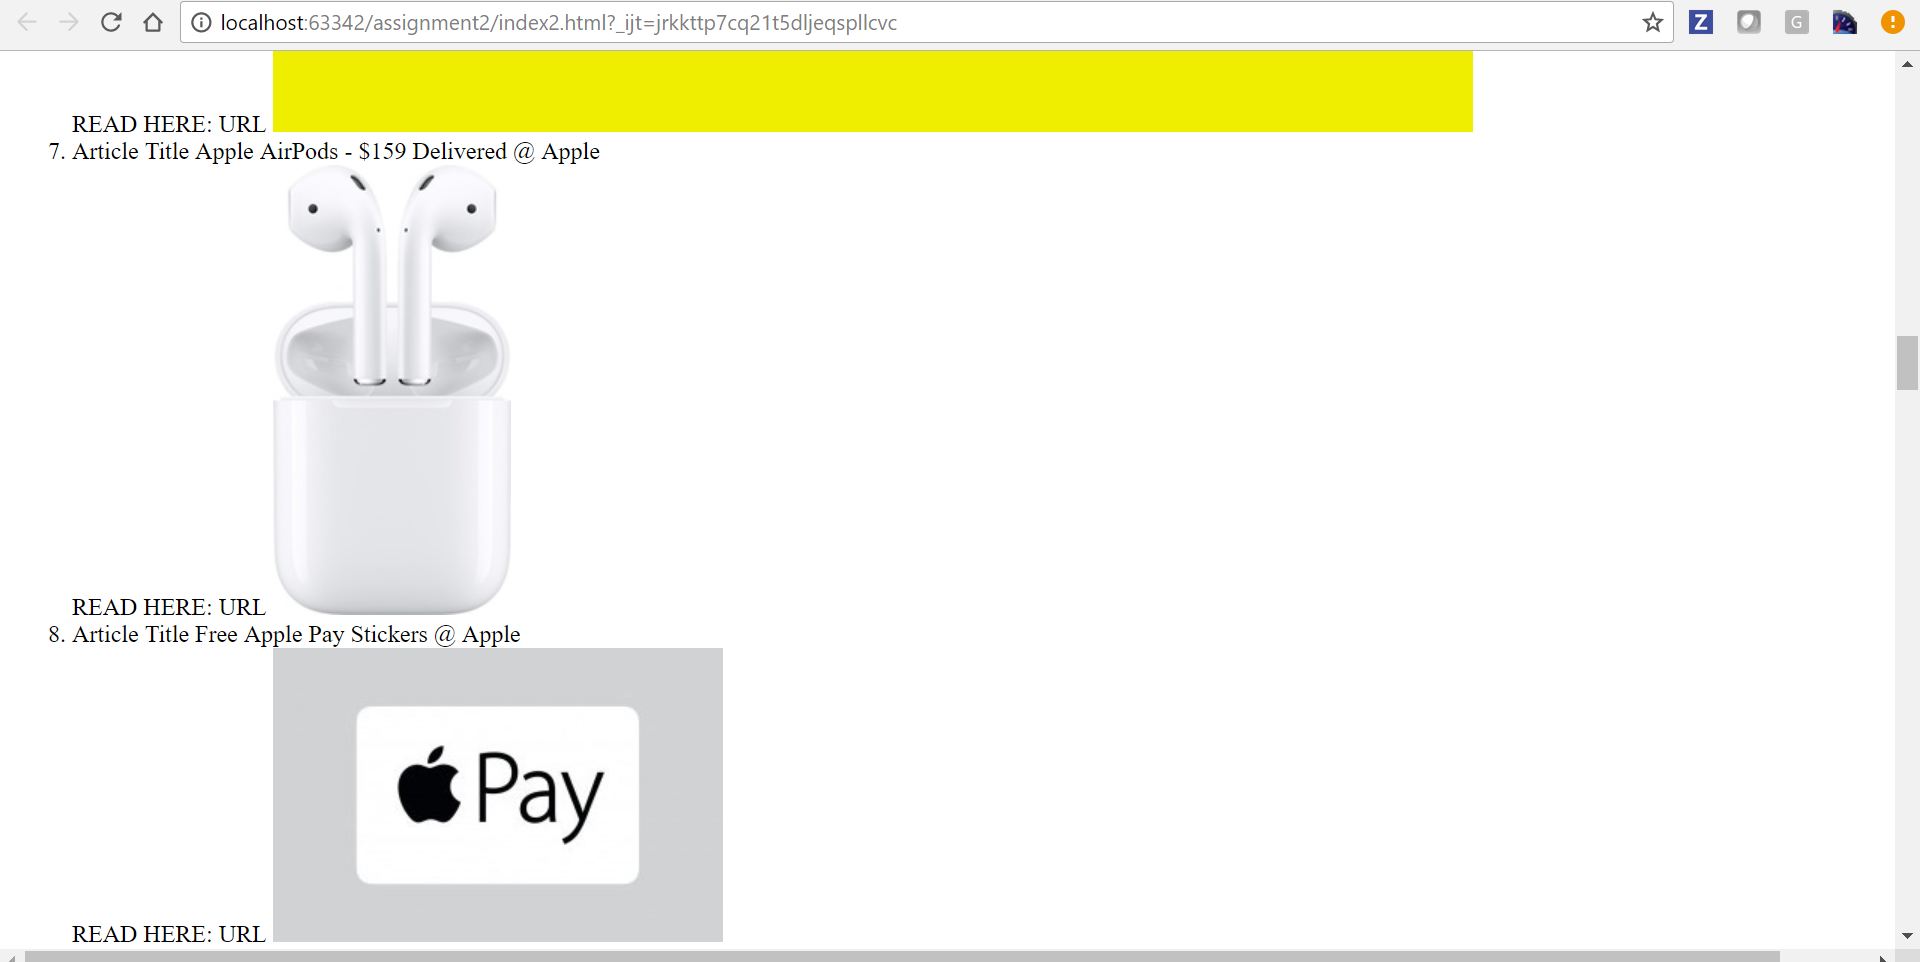 localhost:63342/assignment2/index2.html?_ijt=jrkkttp7cq21t5dljeqspllcvc
Z
G
READ HERE: URL
7. Article Title Apple AirPods - $159 Delivered @ Apple
READ HERE: URL
8. Article Title Free Apple Pay Stickers @ Apple
Pay
READ HERE: URL